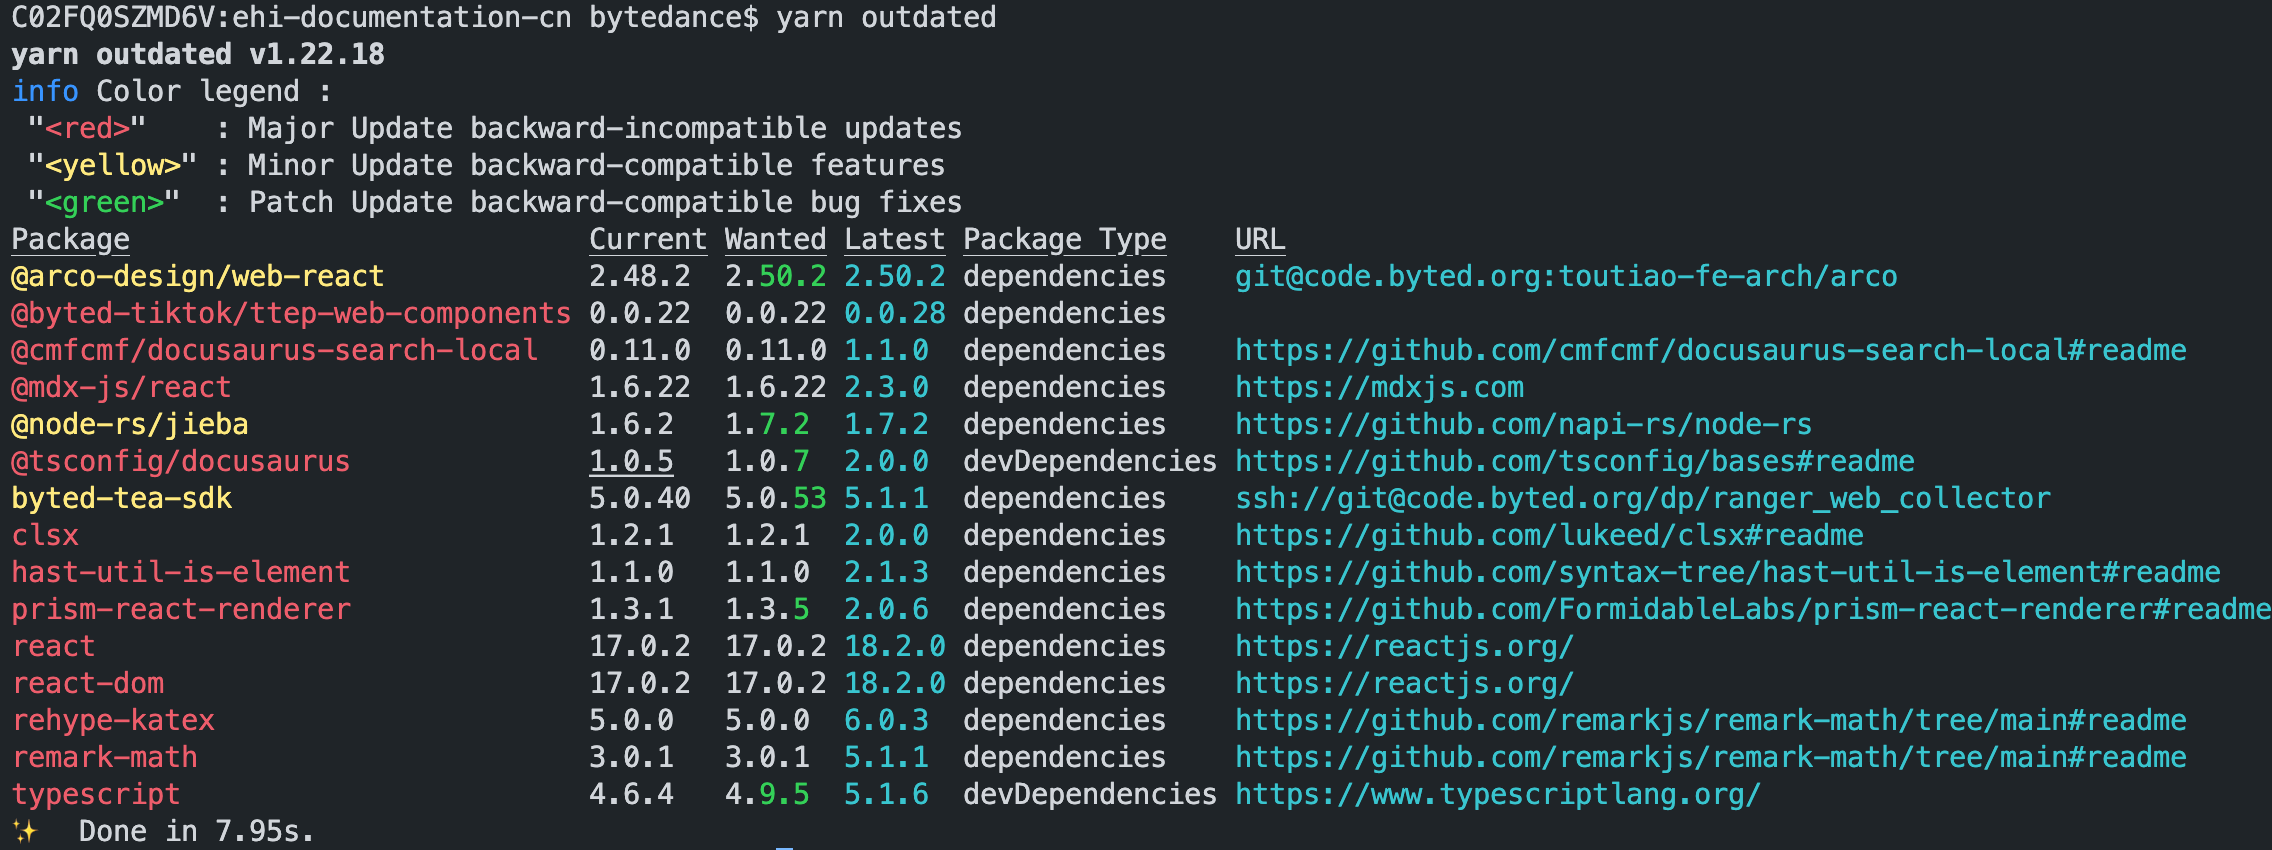 C02FQ0SZMD6V:ehi-documentation-cn bytedance$ yarn outdated
yarn outdated v1.22.18
info Color legend :
"<red>" : Major Update backward-incompatible updates
"<yellow>" : Minor Update backward-compatible features
"<green>" : Patch Update backward-compatible bug fixes
Package Current Wanted Latest Package Type URL
@arco-design/web-react 2.48.2 2.50.2 2.50.2 dependencies git@code.byted.org:toutiao-fe-arch/arco
@byted-tiktok/ttep-web-components 0.0.22 0.0.22 0.0.28 dependencies
@cmfcmf/docusaurus-search-local 0.11.0 0.11.0 1.1.0 dependencies https://github.com/cmfcmf/docusaurus-search-local#readme
@mdx-js/react 1.6.22 1.6.22 2.3.0 dependencies https://mdxjs.com
@node-rs/jieba 1.6.2 1.7.2 1.7.2 dependencies https://github.com/napi-rs/node-rs
@tsconfig/docusaurus 1.0.5 1.0.7 2.0.0 devDependencies https://github.com/tsconfig/bases#readme
byted-tea-sdk 5.0.40 5.0.53 5.1.1 dependencies ssh://git@code.byted.org/dp/ranger_web_collector
clsx 1.2.1 1.2.1 2.0.0 dependencies https://github.com/lukeed/clsx#readme
hast-util-is-element 1.1.0 1.1.0 2.1.3 dependencies https://github.com/syntax-tree/hast-util-is-element#readme
prism-react-renderer 1.3.1 1.3.5 2.0.6 dependencies https://github.com/FormidableLabs/prism-react-renderer#readme
react 17.0.2 17.0.2 18.2.0 dependencies https://reactjs.org/
react-dom 17.0.2 17.0.2 18.2.0 dependencies https://reactjs.org/
rehype-katex 5.0.0 5.0.0 6.0.3 dependencies https://github.com/remarkjs/remark-math/tree/main#readme
remark-math 3.0.1 3.0.1 5.1.1 dependencies https://github.com/remarkjs/remark-math/tree/main#readme
typescript 4.6.4 4.9.5 5.1.6 devDependencies https://www.typescriptlang.org/
✨ Done in 7.95s.